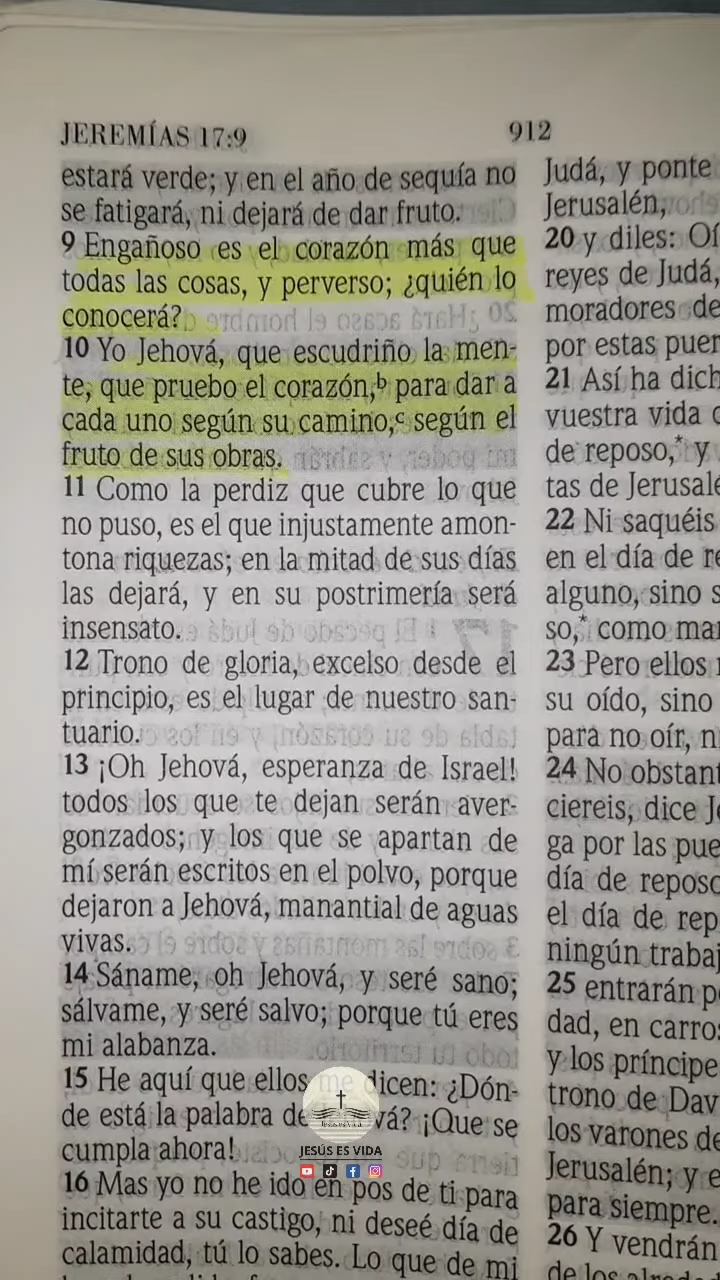 JEREMÍAS 17:9
912
estará verde; y en el año de sequía no
se fatigará, ni dejará de dar fruto.
9 Engañoso es el corazón más que
todas las cosas, y perverso; ¿quién lo
conocerá?
10 Yo Jehová, que escudriño la men-
te, que pruebo el corazón,ᵇ para dar a
cada uno según su camino,ᶜ según el
fruto de sus obras.
11 Como la perdiz que cubre lo que
no puso, es el que injustamente amon-
tona riquezas; en la mitad de sus días
las dejará, y en su postrimería será
insensato.
12 Trono de gloria, excelso desde el
principio, es el lugar de nuestro san-
tuario.
13 ¡Oh Jehová, esperanza de Israel!
todos los que te dejan serán aver-
gonzados; y los que se apartan de
mí serán escritos en el polvo, porque
dejaron a Jehová, manantial de aguas
vivas.
14 Sáname, oh Jehová, y seré sano;
sálvame, y seré salvo; porque tú eres
mi alabanza.
15 He aquí que ellos me dicen: ¿Dón-
de está la palabra de vá? ¡Que se
cumpla ahora!
16 Mas yo no he ido en pos de ti para
incitarte a su castigo, ni deseé día de
calamidad, tú lo sabes. Lo que de mi
Judá, y ponte
Jerusalén,
20 y diles: Oí
reyes de Judá,
moradores de
por estas puer
21 Así ha dich
vuestra vida
de reposo,* y
tas de Jerusalé
22 Ni saquéis
en el día de re
alguno, sino s
so,* como mai
23 Pero ellos
su oído, sino
para no oír, n
24 No obstant
ciereis, dice J
ga por las pue
día de reposo
el día de rep
ningún trabaj
25 entrarán p
dad, en carro
y los príncipe
trono de Dav
los varones de
Jerusalén; y e
para siempre.
26 Y vendrán
JESÚS ES VIDA